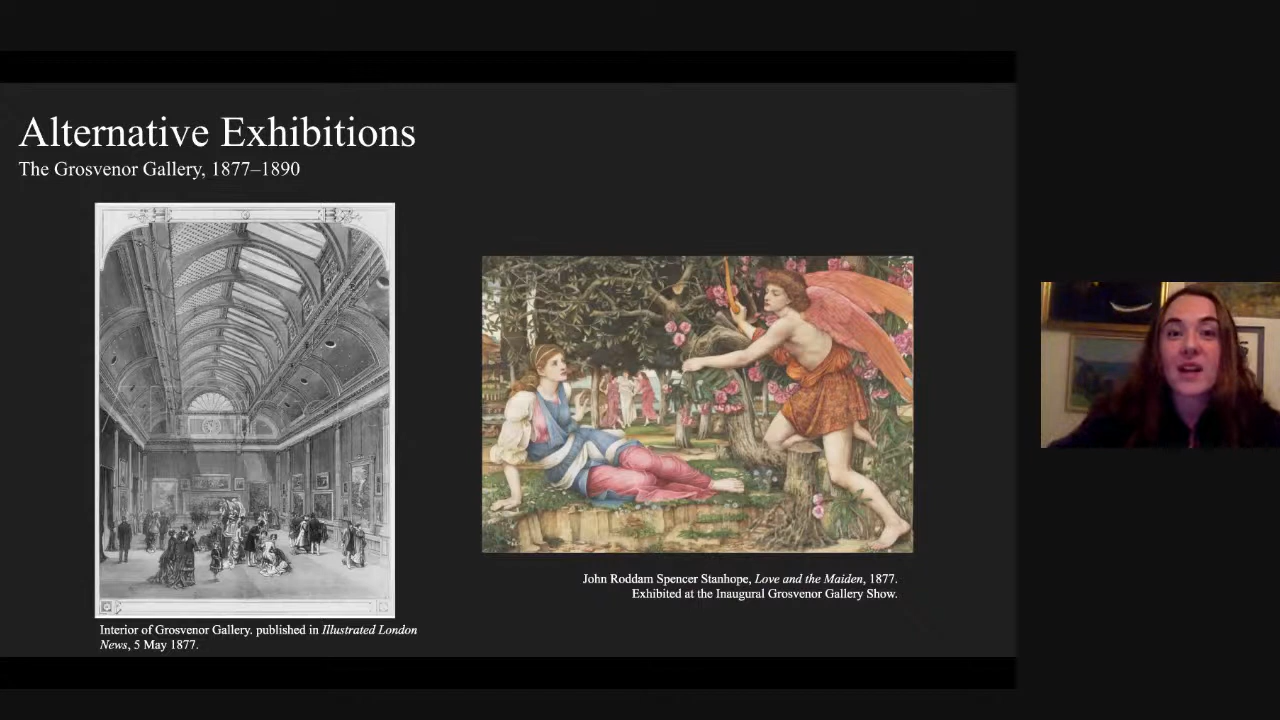 Alternative Exhibitions
The Grosvenor Gallery, 1877–1890
John Roddam Spencer Stanhope, Love and the Maiden, 1877.
Exhibited at the Inaugural Grosvenor Gallery Show.
Interior of Grosvenor Gallery. published in Illustrated London
News, 5 May 1877.